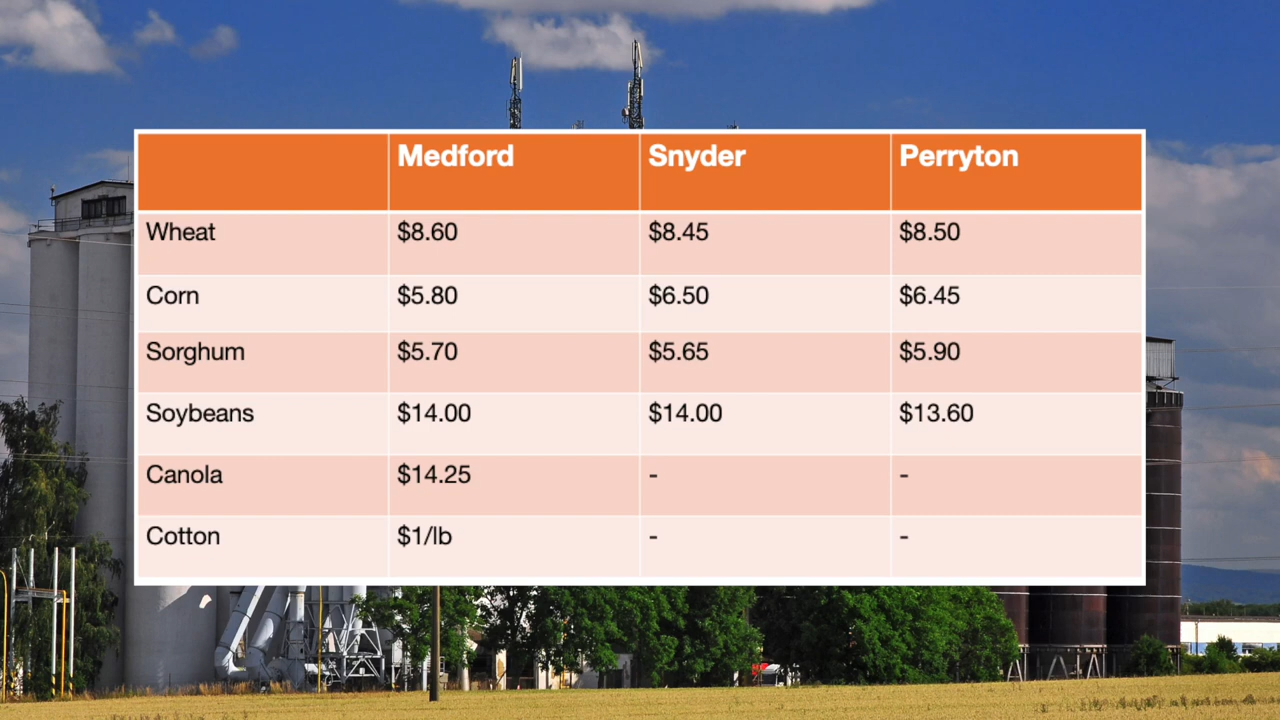 Medford Snyder Perryton
Wheat $8.60 $8.45 $8.50
Corn $5.80 $6.50 $6.45
Sorghum $5.70 $5.65 $5.90
Soybeans $14.00 $14.00 $13.60
Canola $14.25 - -
Cotton $1/lb - -